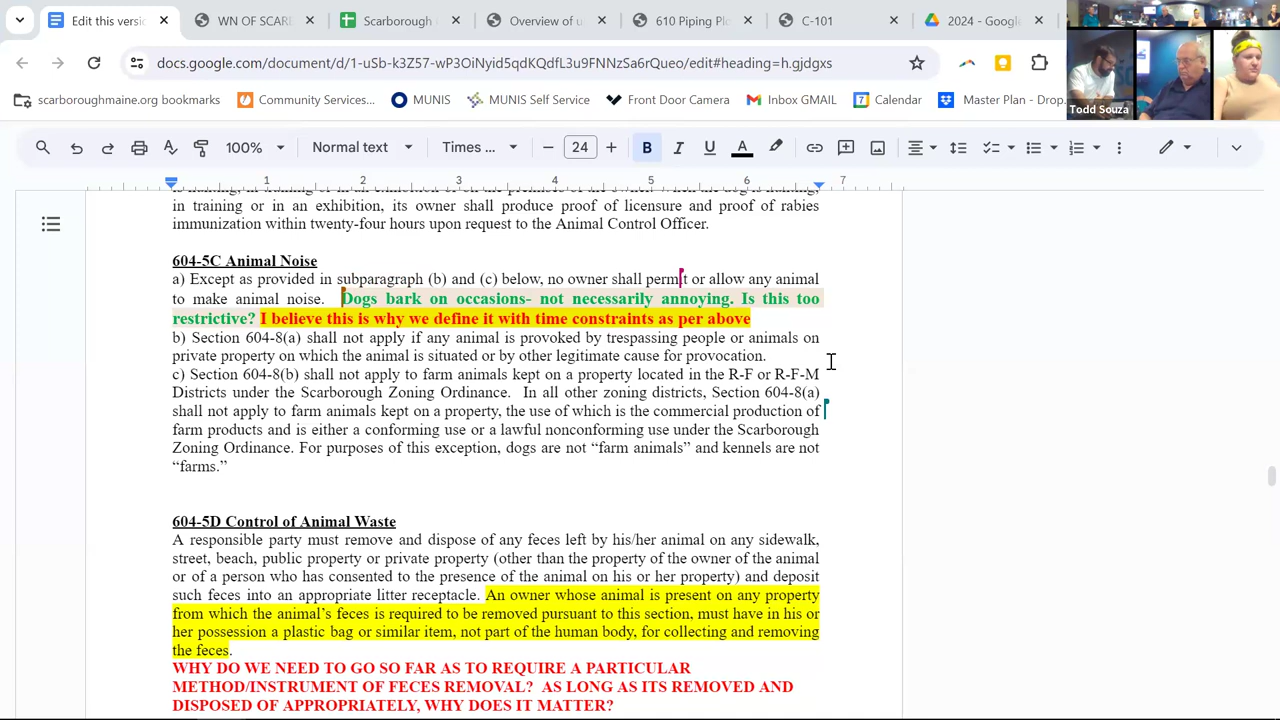 Edit this versi
WN OF SCARL
Scarborough
Overview of u
610 Piping Pl
C-101
2024 - Google
docs.google.com/document/d/1-uSb-k3Z57-wP3OiNyid5qdKQdfL3u9FNNzSa6rQueo/edit#heading=h.gjdgxs
scarboroughmaine.org bookmarks
Community Services...
MUNIS
MUNIS Self Service
Front Door Camera
Inbox GMAIL
Calendar
Master Plan - Drop...
Todd Souza
100%
Normal text
Times ...
24
B I U A
1 2 3 4 5 6 7
in training or in an exhibition, its owner shall produce proof of licensure and proof of rabies
immunization within twenty-four hours upon request to the Animal Control Officer.
604-5C Animal Noise
a) Except as provided in subparagraph (b) and (c) below, no owner shall permit or allow any animal
to make animal noise. Dogs bark on occasions- not necessarily annoying. Is this too
restrictive? I believe this is why we define it with time constraints as per above
b) Section 604-8(a) shall not apply if any animal is provoked by trespassing people or animals on
private property on which the animal is situated or by other legitimate cause for provocation.
c) Section 604-8(b) shall not apply to farm animals kept on a property located in the R-F or R-F-M
Districts under the Scarborough Zoning Ordinance. In all other zoning districts, Section 604-8(a)
shall not apply to farm animals kept on a property, the use of which is the commercial production of
farm products and is either a conforming use or a lawful nonconforming use under the Scarborough
Zoning Ordinance. For purposes of this exception, dogs are not “farm animals” and kennels are not
“farms.”
604-5D Control of Animal Waste
A responsible party must remove and dispose of any feces left by his/her animal on any sidewalk,
street, beach, public property or private property (other than the property of the owner of the animal
or of a person who has consented to the presence of the animal on his or her property) and deposit
such feces into an appropriate litter receptacle. An owner whose animal is present on any property
from which the animal’s feces is required to be removed pursuant to this section, must have in his or
her possession a plastic bag or similar item, not part of the human body, for collecting and removing
the feces.
WHY DO WE NEED TO GO SO FAR AS TO REQUIRE A PARTICULAR
METHOD/INSTRUMENT OF FECES REMOVAL? AS LONG AS ITS REMOVED AND
DISPOSED OF APPROPRIATELY, WHY DOES IT MATTER?